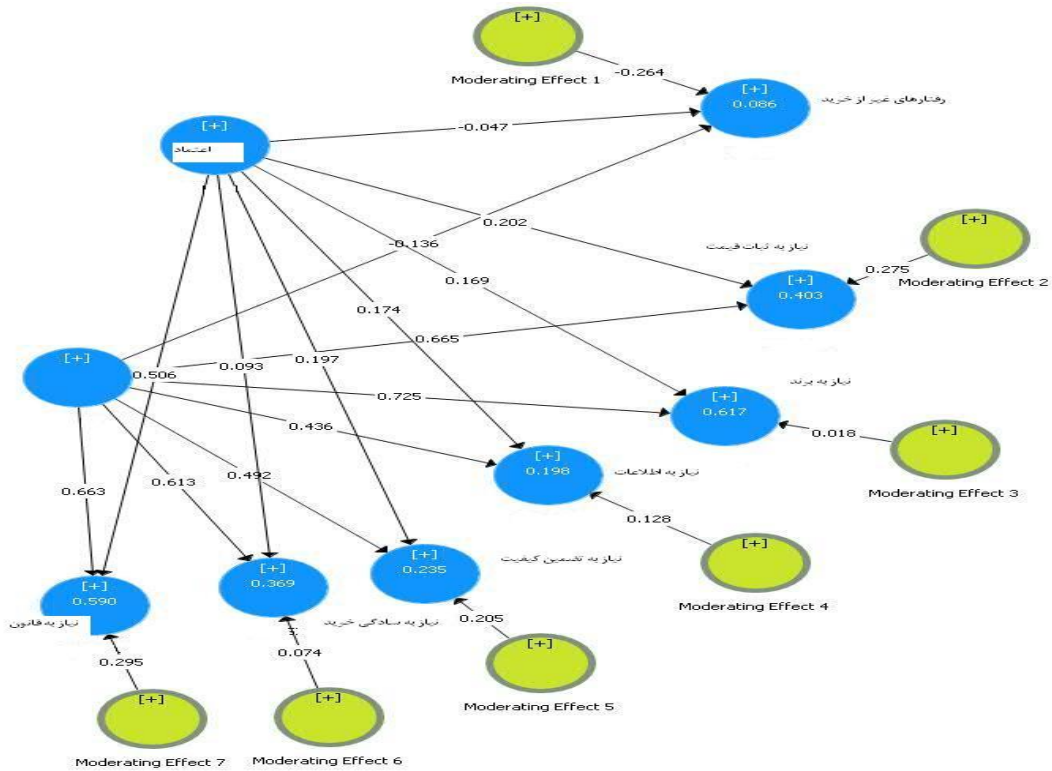 [+]
Moderating Effect 1
-0.264
[+]
0.086
رفتارهای غیر از خرید
[+]
اعتماد
-0.047
0.202
-0.136
نیاز به ثبات قیمت
[+]
0.403
[+]
0.275
Moderating Effect 2
0.169
0.174
0.665
[+]
0.506
0.093
0.197
0.725
نیاز به برند
[+]
0.617
0.018
[+]
Moderating Effect 3
0.436
[+]
0.198
نیاز به اطلاعات
0.663
0.613
0.492
0.128
[+]
Moderating Effect 4
[+]
0.235
نیاز به تضمین کیفیت
[+]
0.369
نیاز به سادگی خرید
[+]
0.590
نیاز به قانون
0.205
[+]
Moderating Effect 5
0.074
[+]
Moderating Effect 6
0.295
[+]
Moderating Effect 7